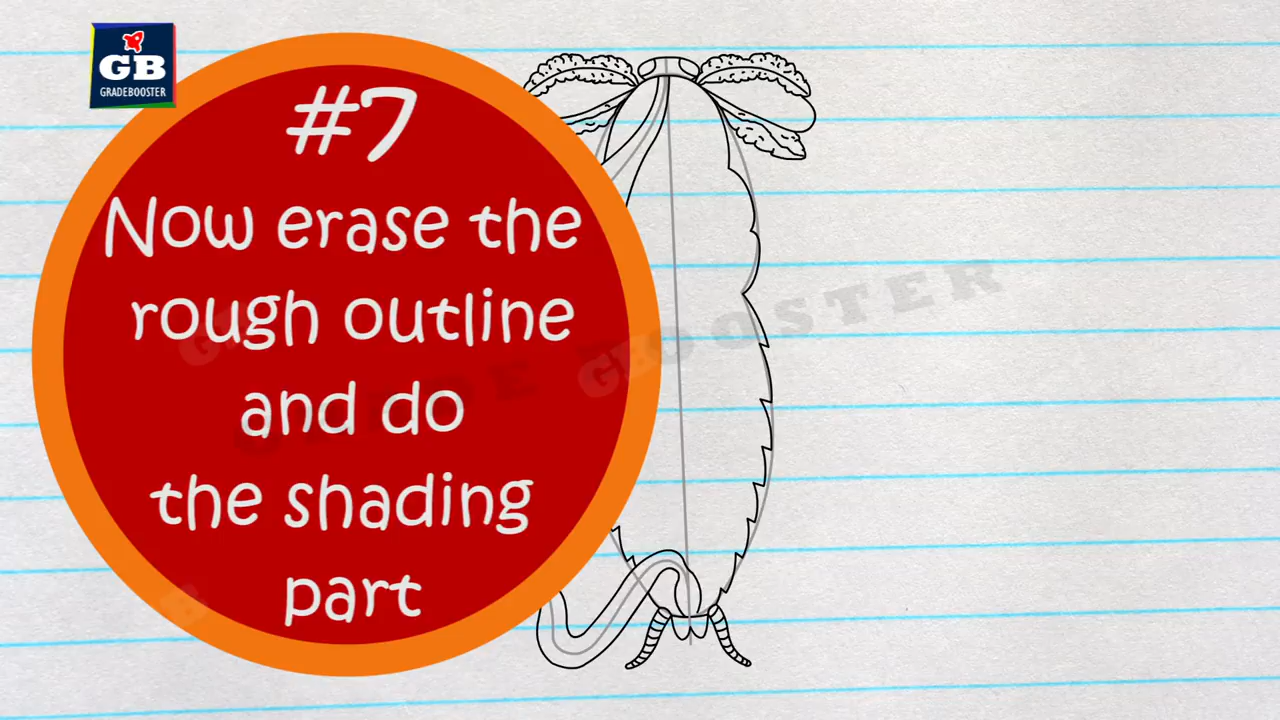 GB
GRADEBOOSTER
#7
Now erase the
rough outline
and do
the shading
part